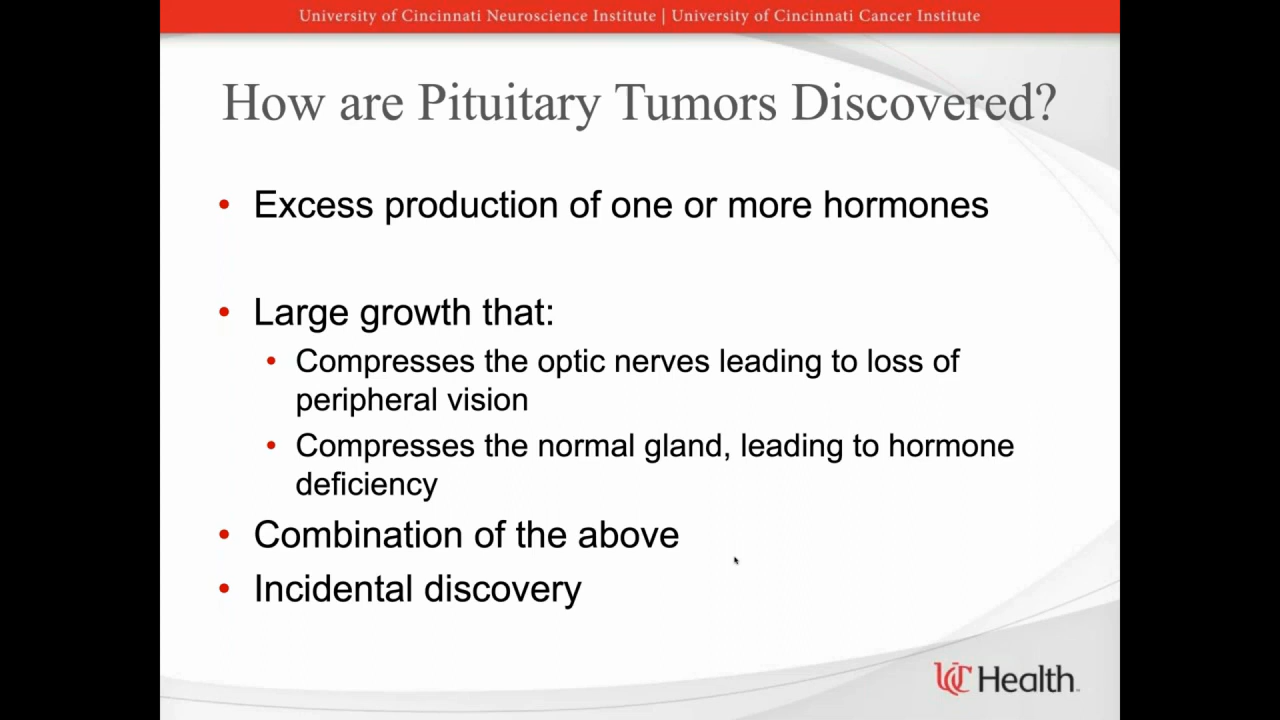 University of Cincinnati Neuroscience Institute | University of Cincinnati Cancer Institute
How are Pituitary Tumors Discovered?
• Excess production of one or more hormones
• Large growth that:
• Compresses the optic nerves leading to loss of
peripheral vision
• Compresses the normal gland, leading to hormone
deficiency
• Combination of the above
• Incidental discovery
UC Health.